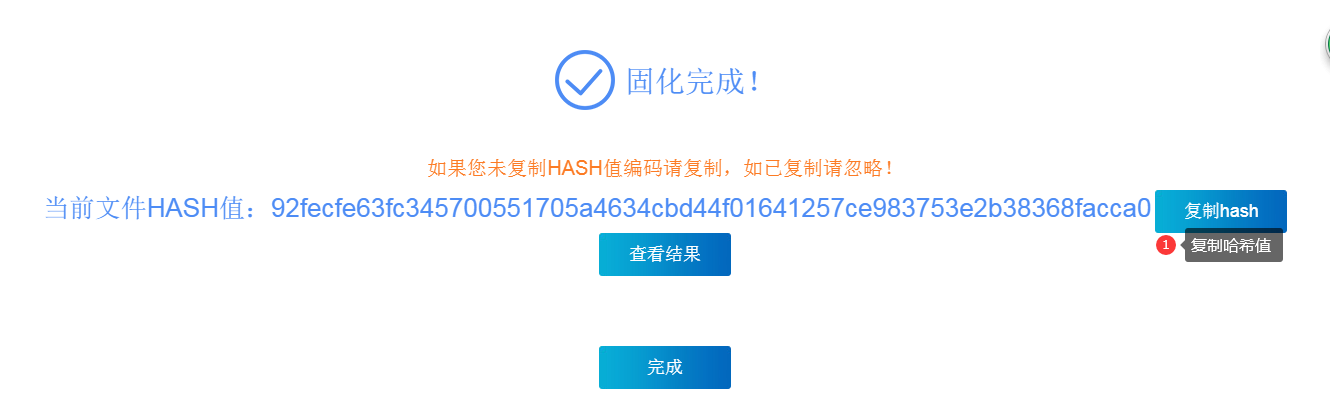 固化完成！
如果您未复制HASH值编码请复制，如已复制请忽略！
当前文件HASH值：92fecfe63fc345700551705a4634cbd44f01641257ce983753e2b38368facca0 复制hash
1 复制哈希值
查看结果
完成